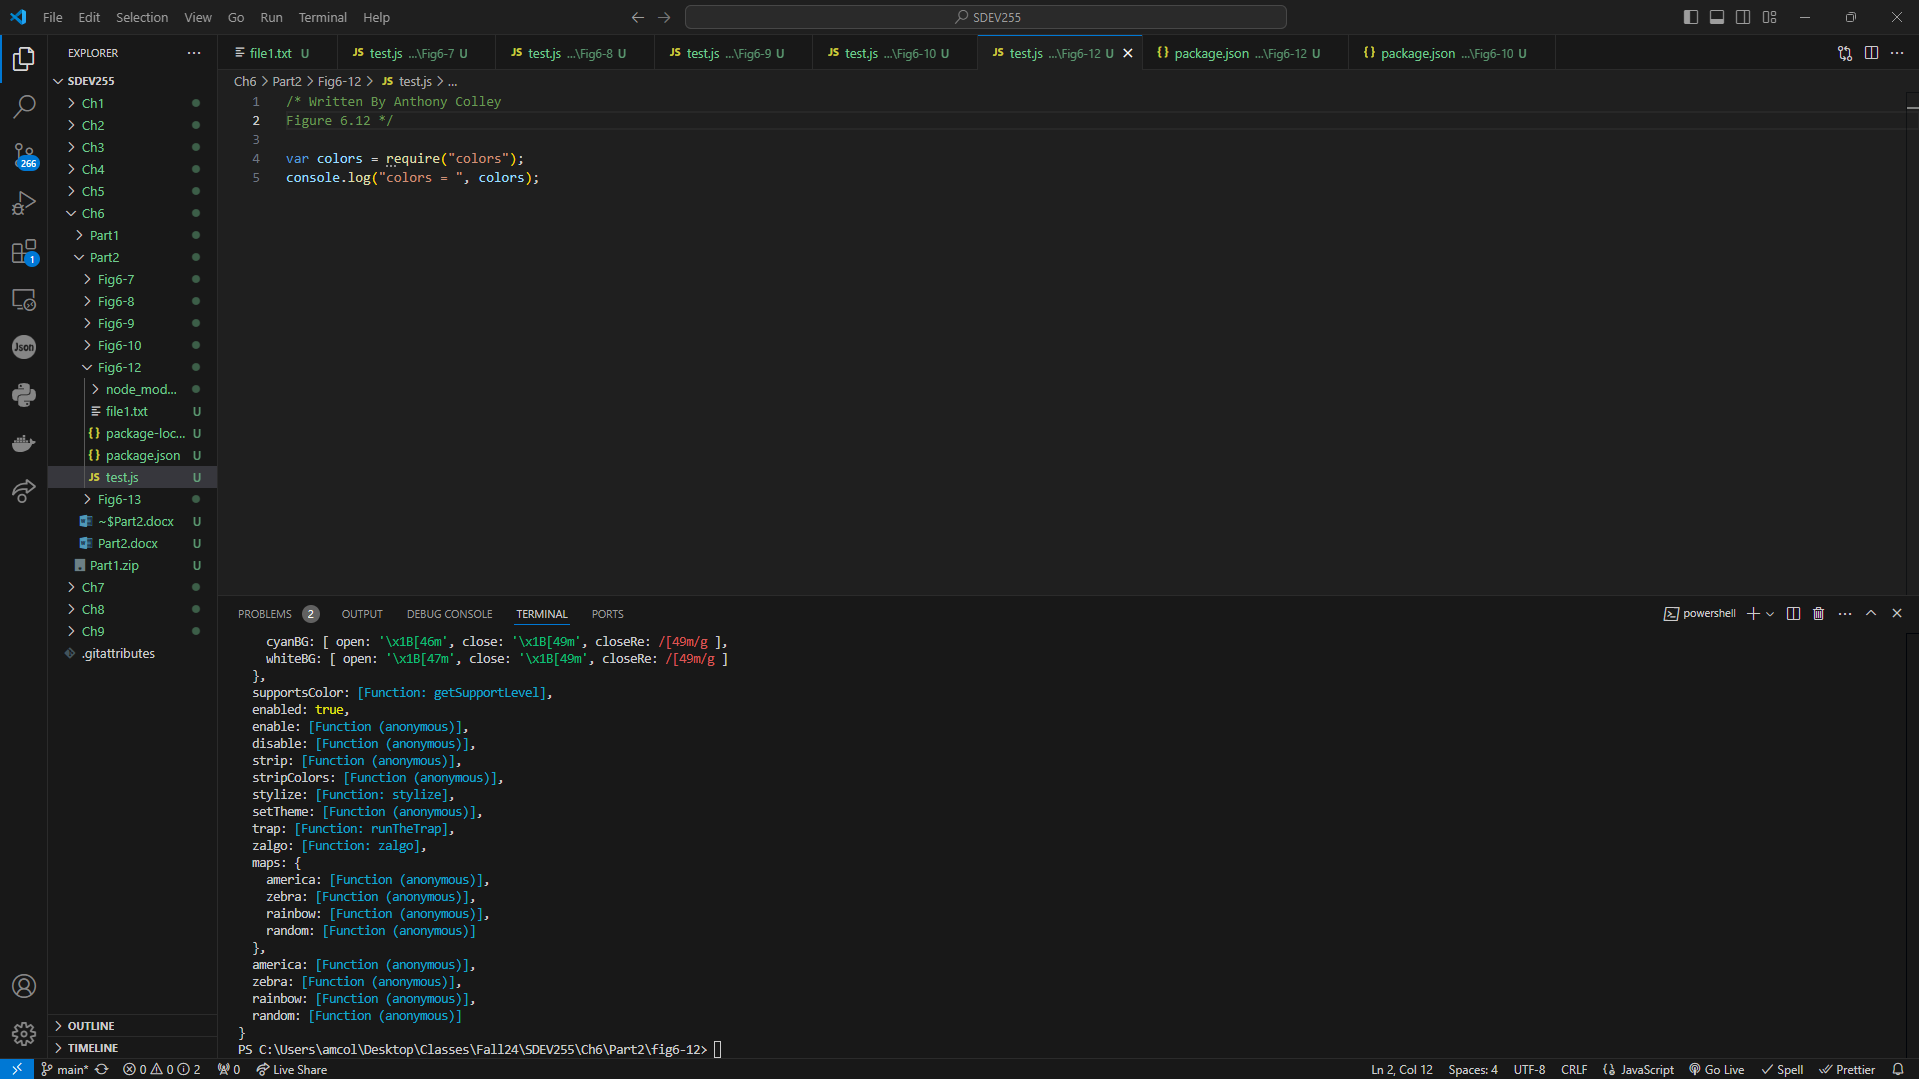 File Edit Selection View Go Run Terminal Help
SDEV255
EXPLORER
file1.txt U
JS test.js ...\Fig6-7 U
JS test.js ...\Fig6-8 U
JS test.js ...\Fig6-9 U
JS test.js ...\Fig6-10 U
JS test.js ...\Fig6-12 U
{} package.json ...\Fig6-12 U
{} package.json ...\Fig6-10 U
Ch6 > Part2 > Fig6-12 > JS test.js > ...
SDEV255
Ch1
Ch2
Ch3
Ch4
Ch5
Ch6
Part1
Part2
Fig6-7
Fig6-8
Fig6-9
Fig6-10
Fig6-12
node_mod...
file1.txt U
{} package-loc... U
{} package.json U
JS test.js U
Fig6-13
~$Part2.docx U
Part2.docx U
Part1.zip U
Ch7
Ch8
Ch9
.gitattributes
OUTLINE
TIMELINE
266
1
Json
1 /* Written By Anthony Colley
2 Figure 6.12 */
3
4 var colors = require("colors");
5 console.log("colors = ", colors);
PROBLEMS 2 OUTPUT DEBUG CONSOLE TERMINAL PORTS
powershell
cyanBG: [ open: '\x1B[46m', close: '\x1B[49m', closeRe: /[49m/g ],
whiteBG: [ open: '\x1B[47m', close: '\x1B[49m', closeRe: /[49m/g ]
},
supportsColor: [Function: getSupportLevel],
enabled: true,
enable: [Function (anonymous)],
disable: [Function (anonymous)],
strip: [Function (anonymous)],
stripColors: [Function (anonymous)],
stylize: [Function: stylize],
setTheme: [Function (anonymous)],
trap: [Function: runTheTrap],
zalgo: [Function: zalgo],
maps: {
america: [Function (anonymous)],
zebra: [Function (anonymous)],
rainbow: [Function (anonymous)],
random: [Function (anonymous)]
},
america: [Function (anonymous)],
zebra: [Function (anonymous)],
rainbow: [Function (anonymous)],
random: [Function (anonymous)]
}
PS C:\Users\amcol\Desktop\Classes\Fall24\SDEV255\Ch6\Part2\fig6-12>
main* 0 0 2 0 Live Share
Ln 2, Col 12 Spaces: 4 UTF-8 CRLF {} JavaScript Go Live Spell Prettier